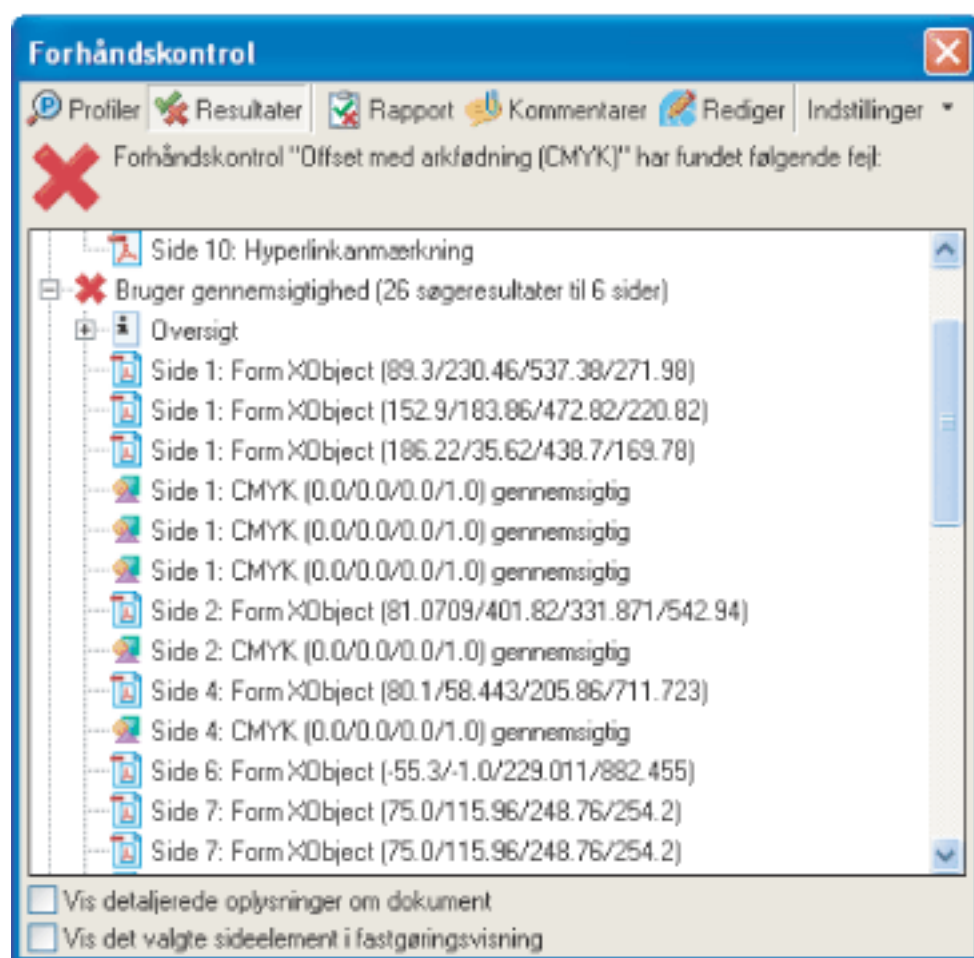 Forhåndskontrol
Profiler Resultater Rapport Kommentarer Rediger Indstillinger
Forhåndskontrol "Offset med arkfødning (CMYK)" har fundet følgende fejl:
Side 10: Hyperlinkanmærkning
Bruger gennemsigtighed (26 søgeresultater til 6 sider)
Oversigt
Side 1: Form XObject (89.3/230.46/537.38/271.98)
Side 1: Form XObject (152.9/183.86/472.82/220.82)
Side 1: Form XObject (186.22/35.62/438.7/169.78)
Side 1: CMYK (0.0/0.0/0.0/1.0) gennemsigtig
Side 1: CMYK (0.0/0.0/0.0/1.0) gennemsigtig
Side 1: CMYK (0.0/0.0/0.0/1.0) gennemsigtig
Side 2: Form XObject (81.0709/401.82/331.871/542.94)
Side 2: CMYK (0.0/0.0/0.0/1.0) gennemsigtig
Side 4: Form XObject (80.1/58.443/205.86/711.723)
Side 4: CMYK (0.0/0.0/0.0/1.0) gennemsigtig
Side 6: Form XObject (-55.3/-1.0/229.011/882.455)
Side 7: Form XObject (75.0/115.96/248.76/254.2)
Side 7: Form XObject (75.0/115.96/248.76/254.2)
Vis detaljerede oplysninger om dokument
Vis det valgte sideelement i fastgøringsvisning